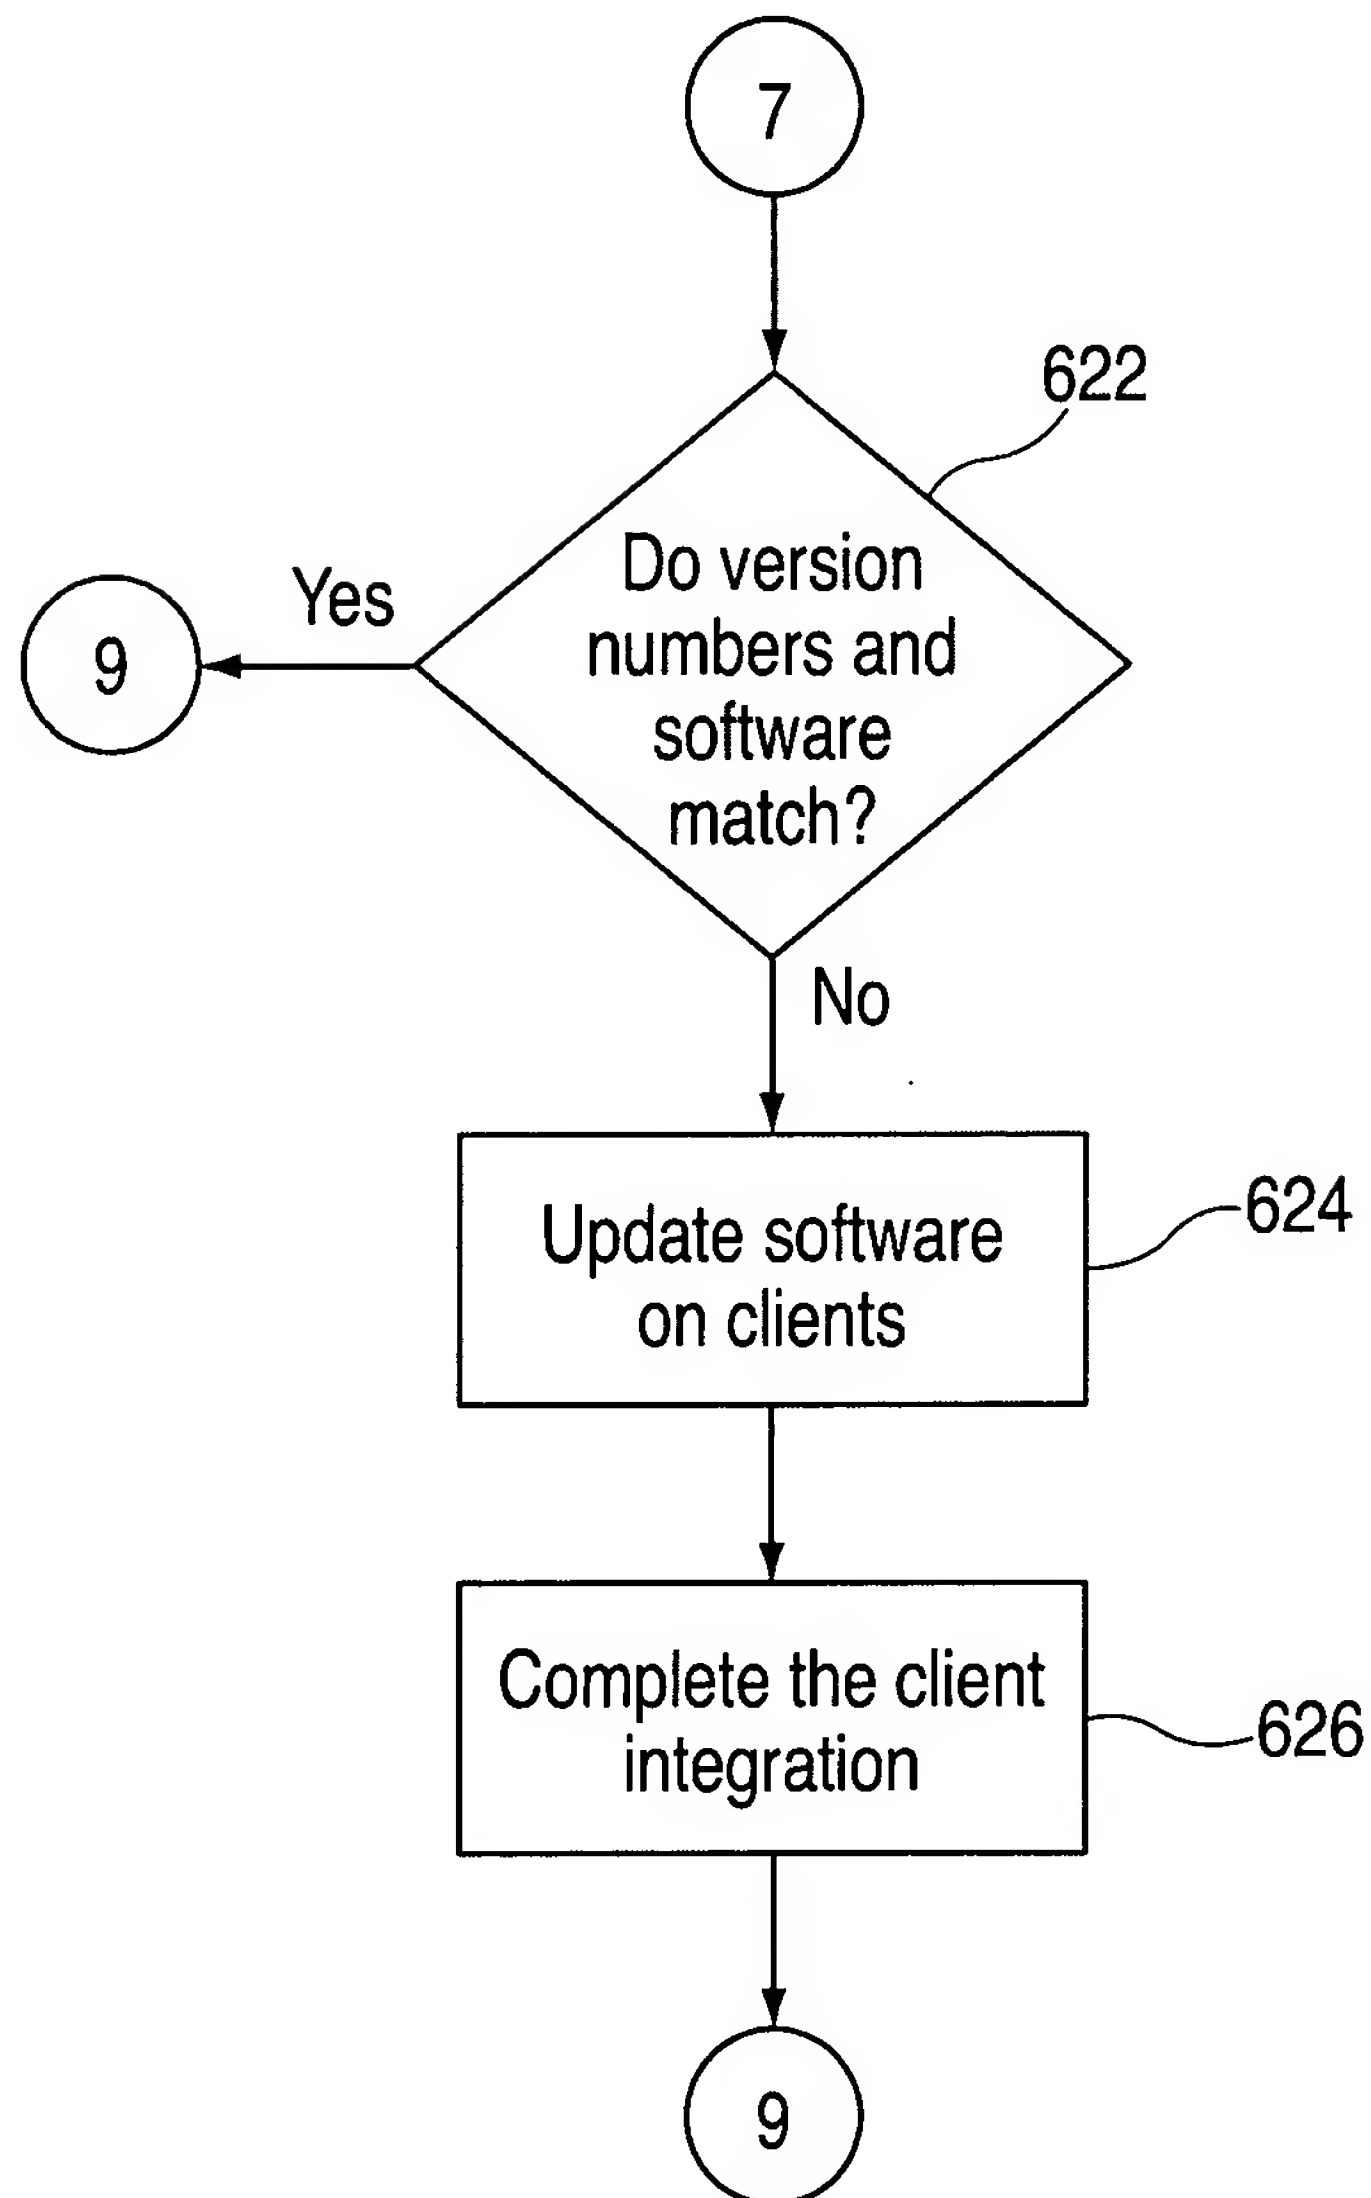 7
622
Do version
numbers and
software
match?
Yes
9
No
Update software
on clients
624
Complete the client
integration
626
9